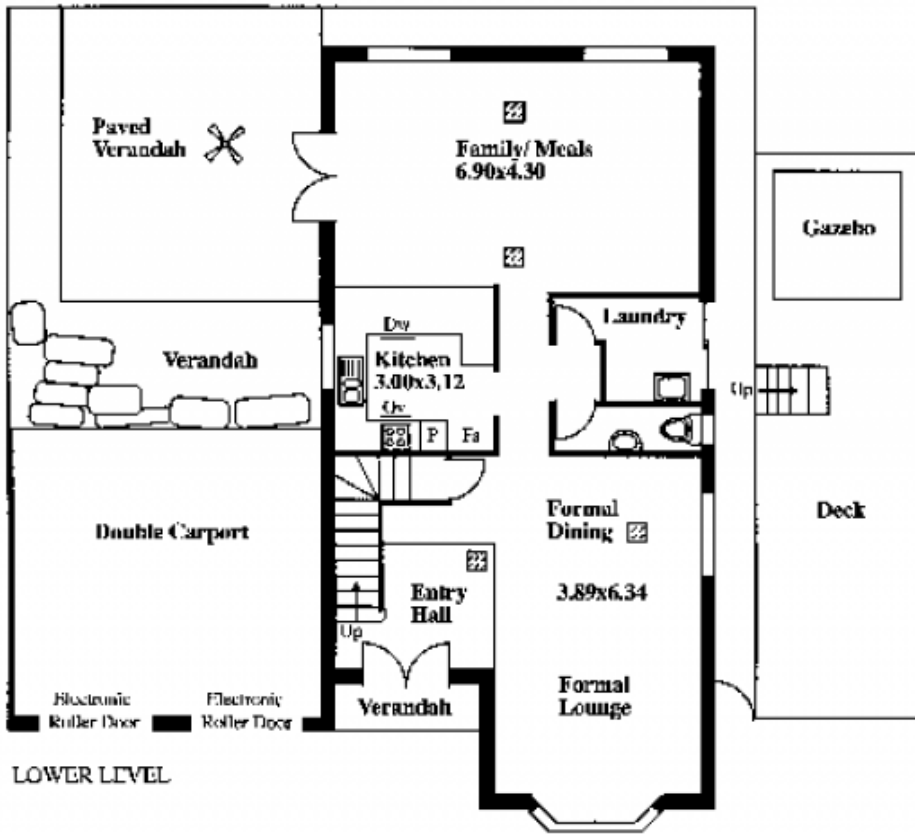 Paved
Verandah
Family/ Meals
6.90x4.30
Gazebo
Laundry
Verandah
Dw
Kitchen
3.00x3.12
Ov
P
Fa
Up
Double Carport
Formal
Dining
Deck
Entry
Hall
3.89x6.34
Up
Formal
Lounge
Verandah
Electronic
Roller Door
Electronic
Roller Door
LOWER LEVEL